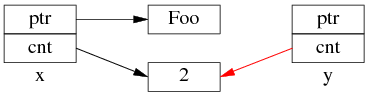 ptr Foo ptr
cnt cnt
x 2 y